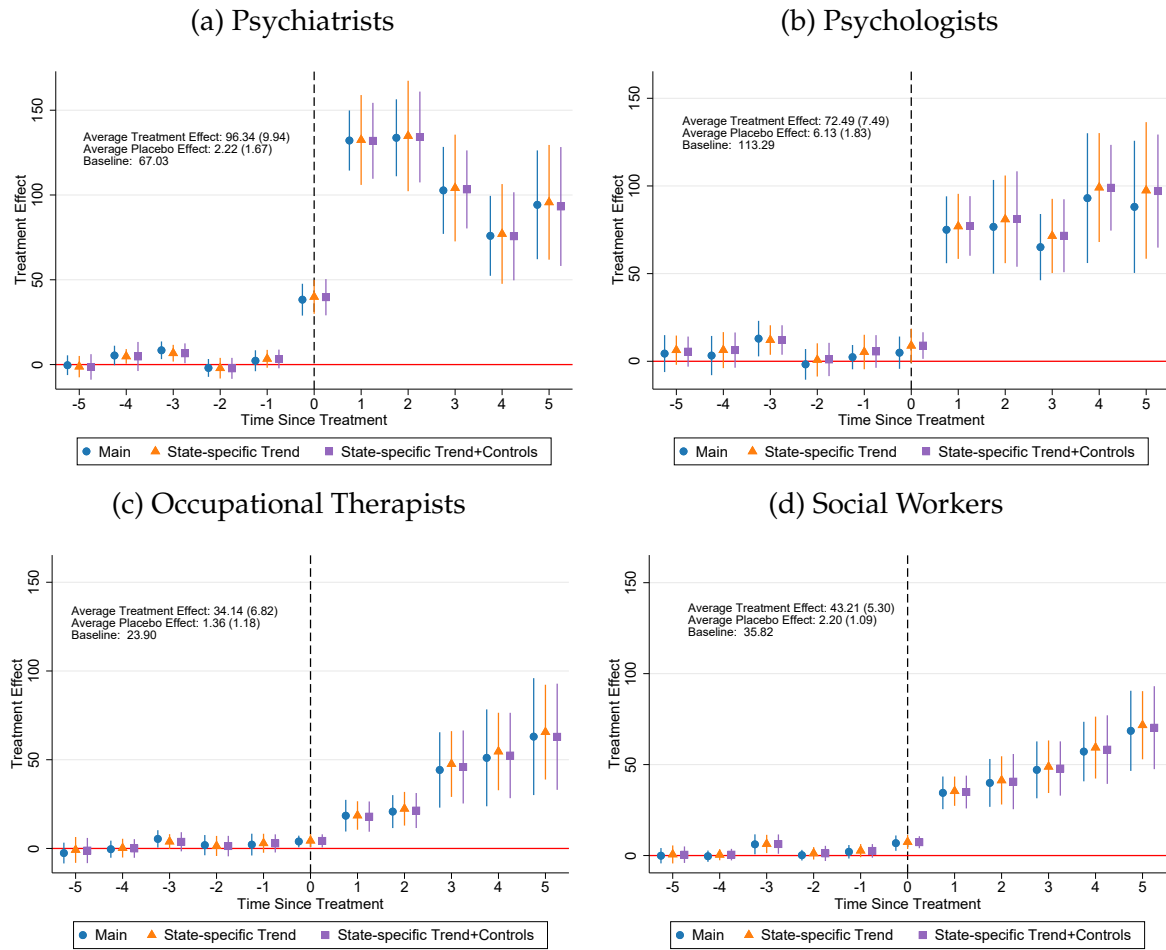 (a) Psychiatrists
Treatment Effect
150
100
50
0
Average Treatment Effect: 96.34 (9.94)
Average Placebo Effect: 2.22 (1.67)
Baseline: 67.03
-5 -4 -3 -2 -1 0 1 2 3 4 5
Time Since Treatment
Main State-specific Trend State-specific Trend+Controls
(b) Psychologists
Treatment Effect
150
100
50
0
Average Treatment Effect: 72.49 (7.49)
Average Placebo Effect: 6.13 (1.83)
Baseline: 113.29
-5 -4 -3 -2 -1 0 1 2 3 4 5
Time Since Treatment
Main State-specific Trend State-specific Trend+Controls
(c) Occupational Therapists
Treatment Effect
150
100
50
0
Average Treatment Effect: 34.14 (6.82)
Average Placebo Effect: 1.36 (1.18)
Baseline: 23.90
-5 -4 -3 -2 -1 0 1 2 3 4 5
Time Since Treatment
Main State-specific Trend State-specific Trend+Controls
(d) Social Workers
Treatment Effect
150
100
50
0
Average Treatment Effect: 43.21 (5.30)
Average Placebo Effect: 2.20 (1.09)
Baseline: 35.82
-5 -4 -3 -2 -1 0 1 2 3 4 5
Time Since Treatment
Main State-specific Trend State-specific Trend+Controls